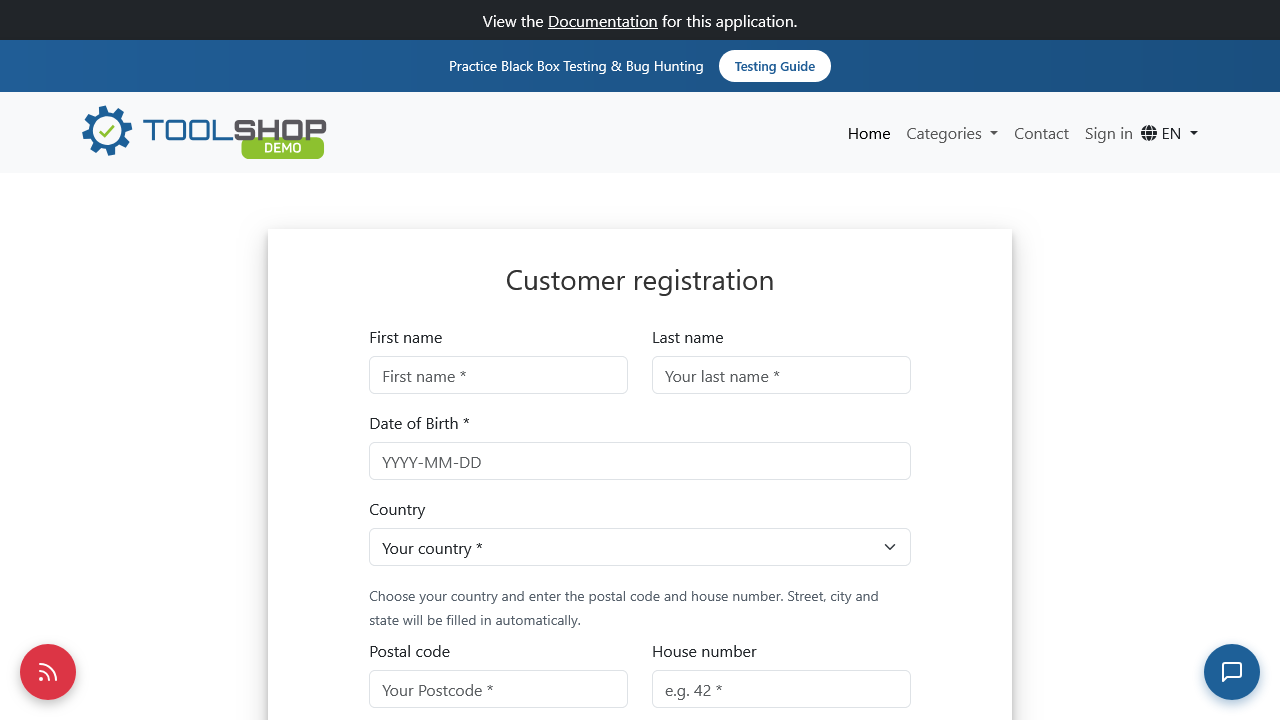 View the Documentation for this application.
Practice Black Box Testing & Bug Hunting Testing Guide
TOOLSHOP
DEMO
Home Categories Contact Sign in EN
Customer registration
First name Last name
First name * Your last name *
Date of Birth *
YYYY-MM-DD
Country
Your country *
Choose your country and enter the postal code and house number. Street, city and
state will be filled in automatically.
Postal code House number
Your Postcode * e.g. 42 *